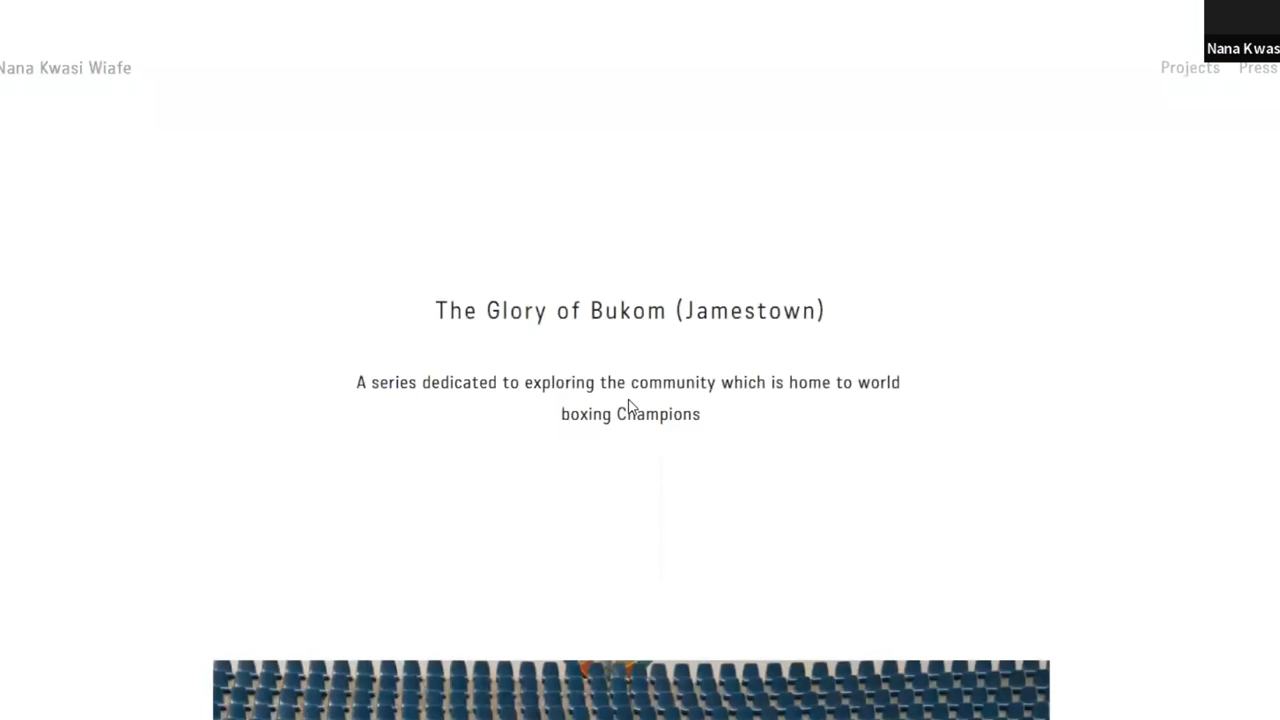 Nana Kwas
Nana Kwasi Wiafe
Projects Press
The Glory of Bukom (Jamestown)
A series dedicated to exploring the community which is home to world
boxing Champions